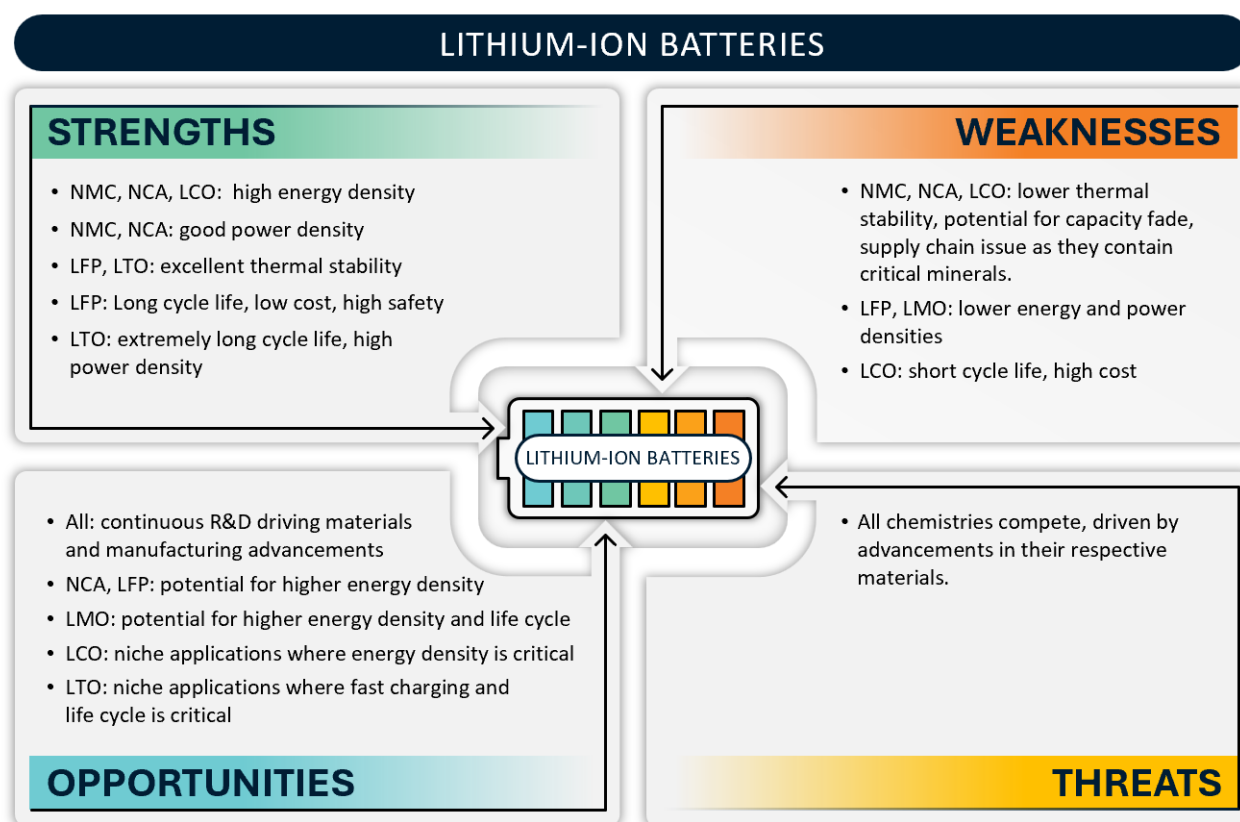 LITHIUM-ION BATTERIES
STRENGTHS
• NMC, NCA, LCO: high energy density
• NMC, NCA: good power density
• LFP, LTO: excellent thermal stability
• LFP: Long cycle life, low cost, high safety
• LTO: extremely long cycle life, high
power density
WEAKNESSES
• NMC, NCA, LCO: lower thermal
stability, potential for capacity fade,
supply chain issue as they contain
critical minerals.
• LFP, LMO: lower energy and power
densities
• LCO: short cycle life, high cost
LITHIUM-ION BATTERIES
• All: continuous R&D driving materials
and manufacturing advancements
• NCA, LFP: potential for higher energy density
• LMO: potential for higher energy density and life cycle
• LCO: niche applications where energy density is critical
• LTO: niche applications where fast charging and
life cycle is critical
OPPORTUNITIES
• All chemistries compete, driven by
advancements in their respective
materials.
THREATS